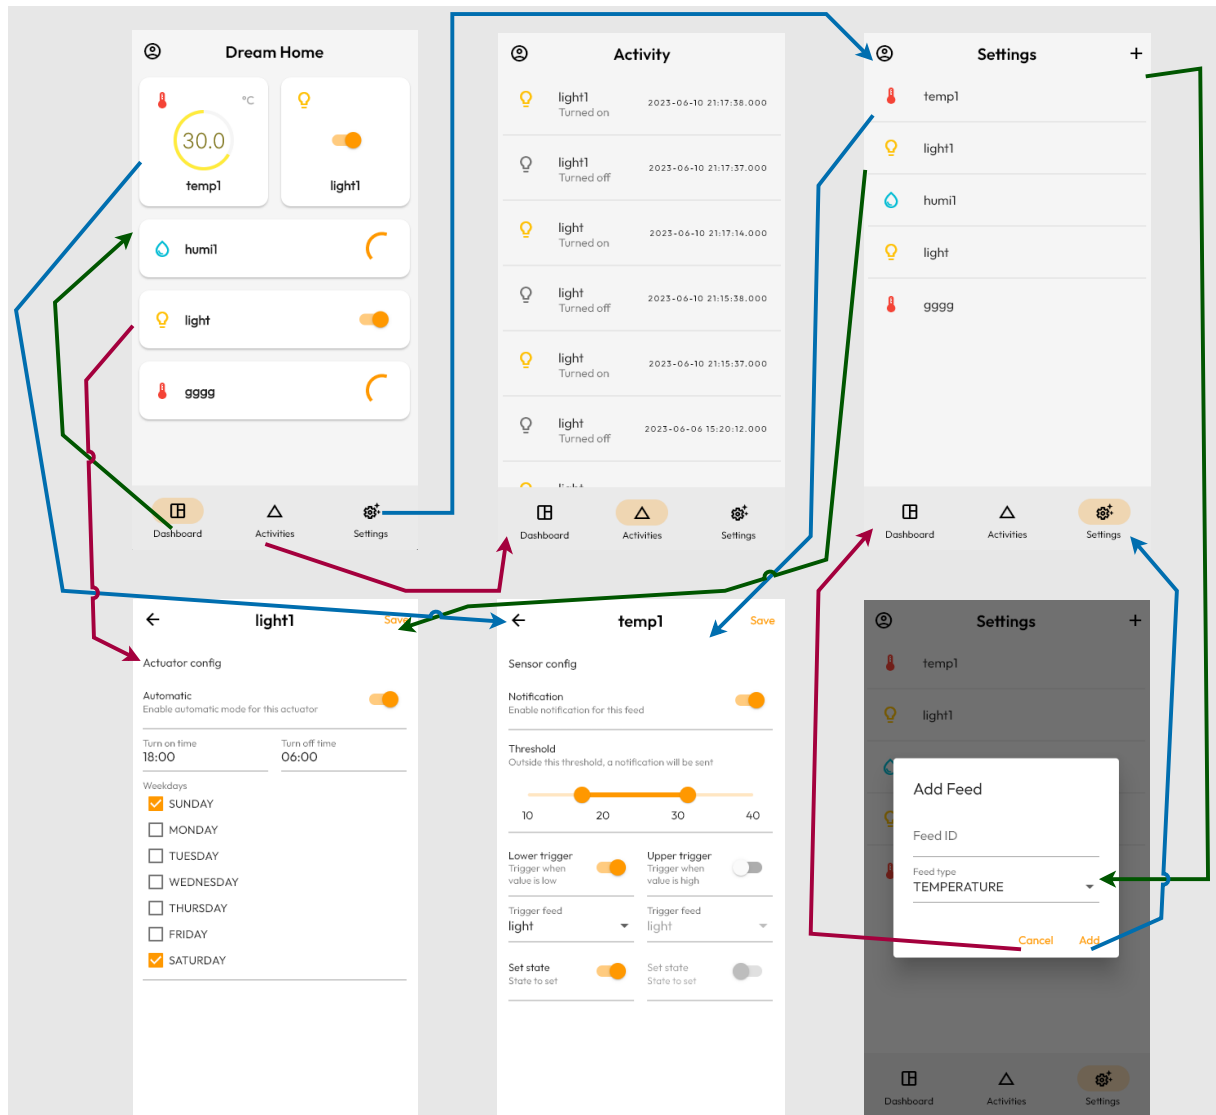 Dream Home
°C
30.0
temp1
light1
humi1
light
gggg
Dashboard
Activities
Settings
Activity
light1
Turned on
2023-06-10 21:17:38.000
light1
Turned off
2023-06-10 21:17:37.000
light
Turned on
2023-06-10 21:17:14.000
light
Turned off
2023-06-10 21:15:38.000
light
Turned on
2023-06-10 21:15:37.000
light
Turned off
2023-06-06 15:20:12.000
Dashboard
Activities
Settings
Settings
temp1
light1
humi1
light
gggg
Dashboard
Activities
Settings
light1
Save
Actuator config
Automatic
Enable automatic mode for this actuator
Turn on time
18:00
Turn off time
06:00
Weekdays
SUNDAY
MONDAY
TUESDAY
WEDNESDAY
THURSDAY
FRIDAY
SATURDAY
temp1
Save
Sensor config
Notification
Enable notification for this feed
Threshold
Outside this threshold, a notification will be sent
10 20 30 40
Lower trigger
Trigger when
value is low
Upper trigger
Trigger when
value is high
Trigger feed
light
Trigger feed
light
Set state
State to set
Set state
State to set
Settings
temp1
light1
Add Feed
Feed ID
Feed type
TEMPERATURE
Cancel
Add
Dashboard
Activities
Settings